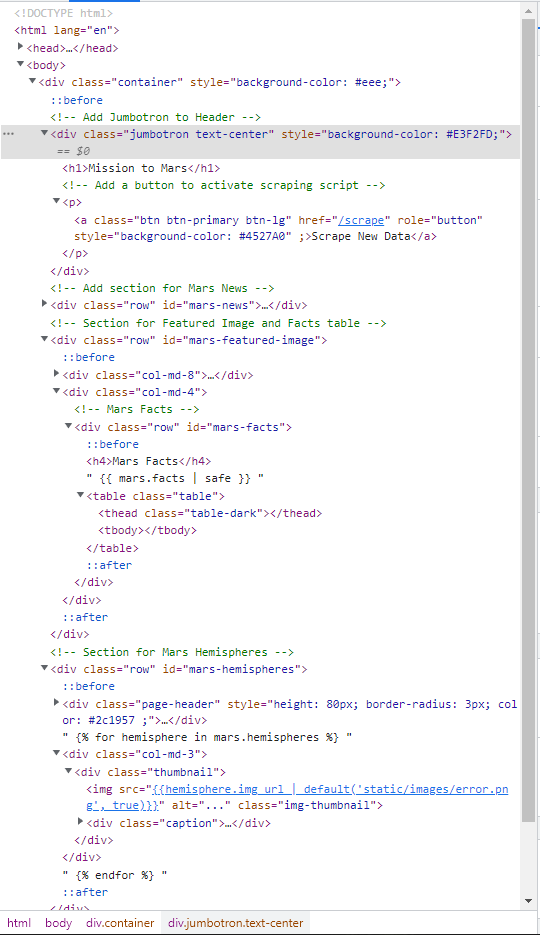 <!DOCTYPE html>
<html lang="en">
<head>…</head>
<body>
<div class="container" style="background-color: #eee;">
::before
<!-- Add Jumbotron to Header -->
<div class="jumbotron text-center" style="background-color: #E3F2FD;">
== $0
<h1>Mission to Mars</h1>
<!-- Add a button to activate scraping script -->
<p>
<a class="btn btn-primary btn-lg" href="/scrape" role="button"
style="background-color: #4527A0" ;>Scrape New Data</a>
</p>
</div>
<!-- Add section for Mars News -->
<div class="row" id="mars-news">…</div>
<!-- Section for Featured Image and Facts table -->
<div class="row" id="mars-featured-image">
::before
<div class="col-md-8">…</div>
<div class="col-md-4">
<!-- Mars Facts -->
<div class="row" id="mars-facts">
::before
<h4>Mars Facts</h4>
" {{ mars.facts | safe }} "
<table class="table">
<thead class="table-dark"></thead>
<tbody></tbody>
</table>
::after
</div>
</div>
::after
</div>
<!-- Section for Mars Hemispheres -->
<div class="row" id="mars-hemispheres">
::before
<div class="page-header" style="height: 80px; border-radius: 3px; colo
or: #2c1957 ;">…</div>
" {% for hemisphere in mars.hemispheres %} "
<div class="col-md-3">
<div class="thumbnail">
<img src="{{hemisphere.img_url | default('static/images/error.pn
g', true)}}" alt="..." class="img-thumbnail">
<div class="caption">…</div>
</div>
</div>
" {% endfor %} "
::after
</div>
html body div.container div.jumbotron.text-center